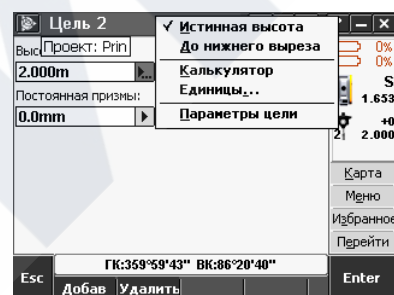 Цель 2
? — ×
Выс
Проект: Prin
2.000m
Постоянная призмы:
0.0mm
✓ Истинная высота
До нижнего выреза
Калькулятор
Единицы...
Параметры цели
0%
0%
S
1.653
+0
2 2.000
Карта
Меню
Избранное
Перейти
ГК:359°59'43" ВК:86°20'40"
Esc
Добав
Удалить
Enter